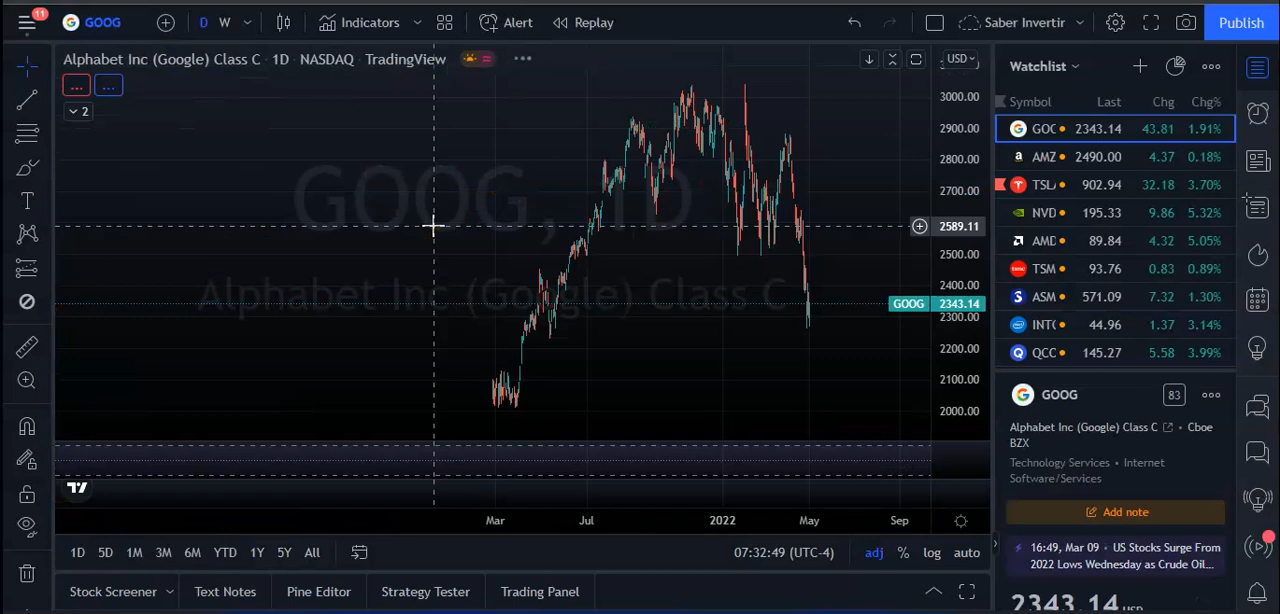 11
GOOG
D W
Indicators
Alert
Replay
Saber Invertir
Publish
Alphabet Inc (Google) Class C · 1D · NASDAQ TradingView
...
...
2
USD
GOOG, 1D
Alphabet Inc (Google) Class C
3000.00
2900.00
2800.00
2700.00
2589.11
2500.00
2400.00
GOOG 2343.14
2300.00
2200.00
2100.00
2000.00
Mar Jul 2022 May Sep
1D 5D 1M 3M 6M YTD 1Y 5Y All
07:32:49 (UTC-4)
adj % log auto
Stock Screener
Text Notes
Pine Editor
Strategy Tester
Trading Panel
Watchlist
Symbol Last Chg Chg%
GOC 2343.14 43.81 1.91%
AMZ 2490.00 4.37 0.18%
TSL 902.94 32.18 3.70%
NVD 195.33 9.86 5.32%
AMD 89.84 4.32 5.05%
TSM 93.76 0.83 0.89%
ASM 571.09 7.32 1.30%
INTC 44.96 1.37 3.14%
QCC 145.27 5.58 3.99%
GOOG
83
Alphabet Inc (Google) Class C · Cboe
BZX
Technology Services · Internet
Software/Services
Add note
16:49, Mar 09 · US Stocks Surge From
2022 Lows Wednesday as Crude Oil...
2343.14 USD